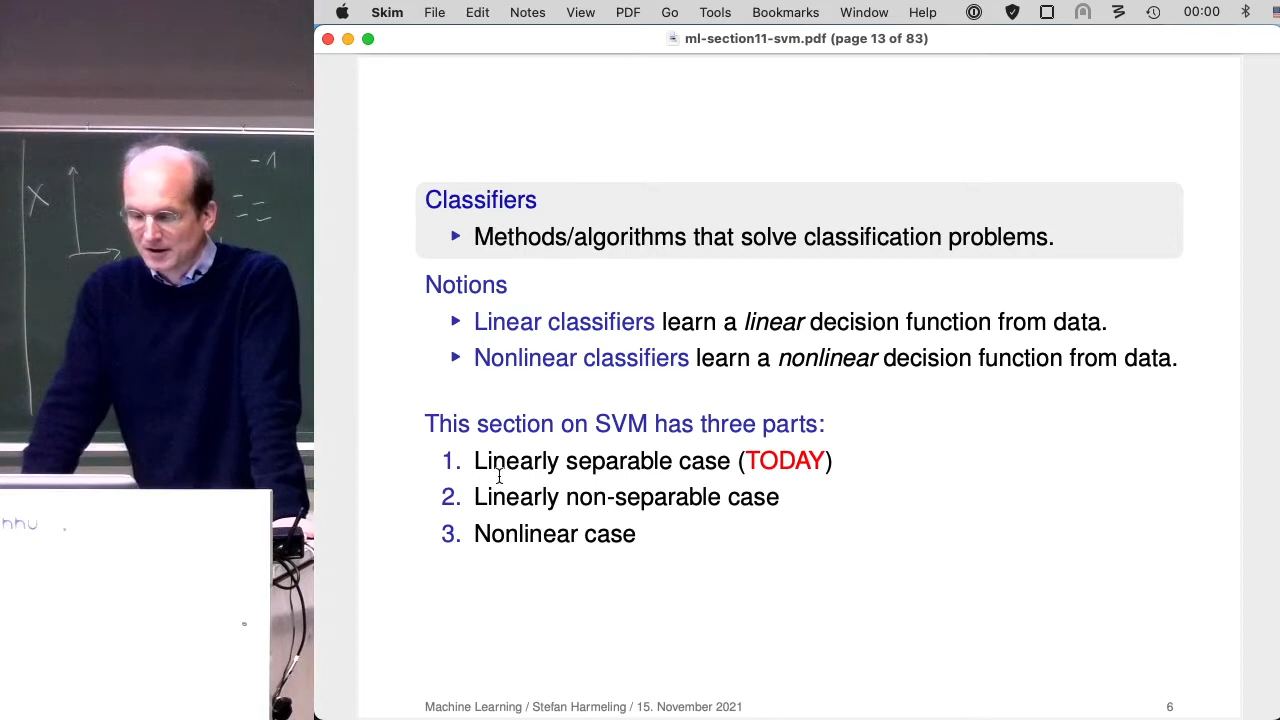 Skim File Edit Notes View PDF Go Tools Bookmarks Window Help 00:00
ml-section11-svm.pdf (page 13 of 83)
X
-1
Classifiers
Methods/algorithms that solve classification problems.
Notions
Linear classifiers learn a linear decision function from data.
Nonlinear classifiers learn a nonlinear decision function from data.
This section on SVM has three parts:
1. Linearly separable case (TODAY)
2. Linearly non-separable case
3. Nonlinear case
hhu
Machine Learning / Stefan Harmeling / 15. November 2021
6